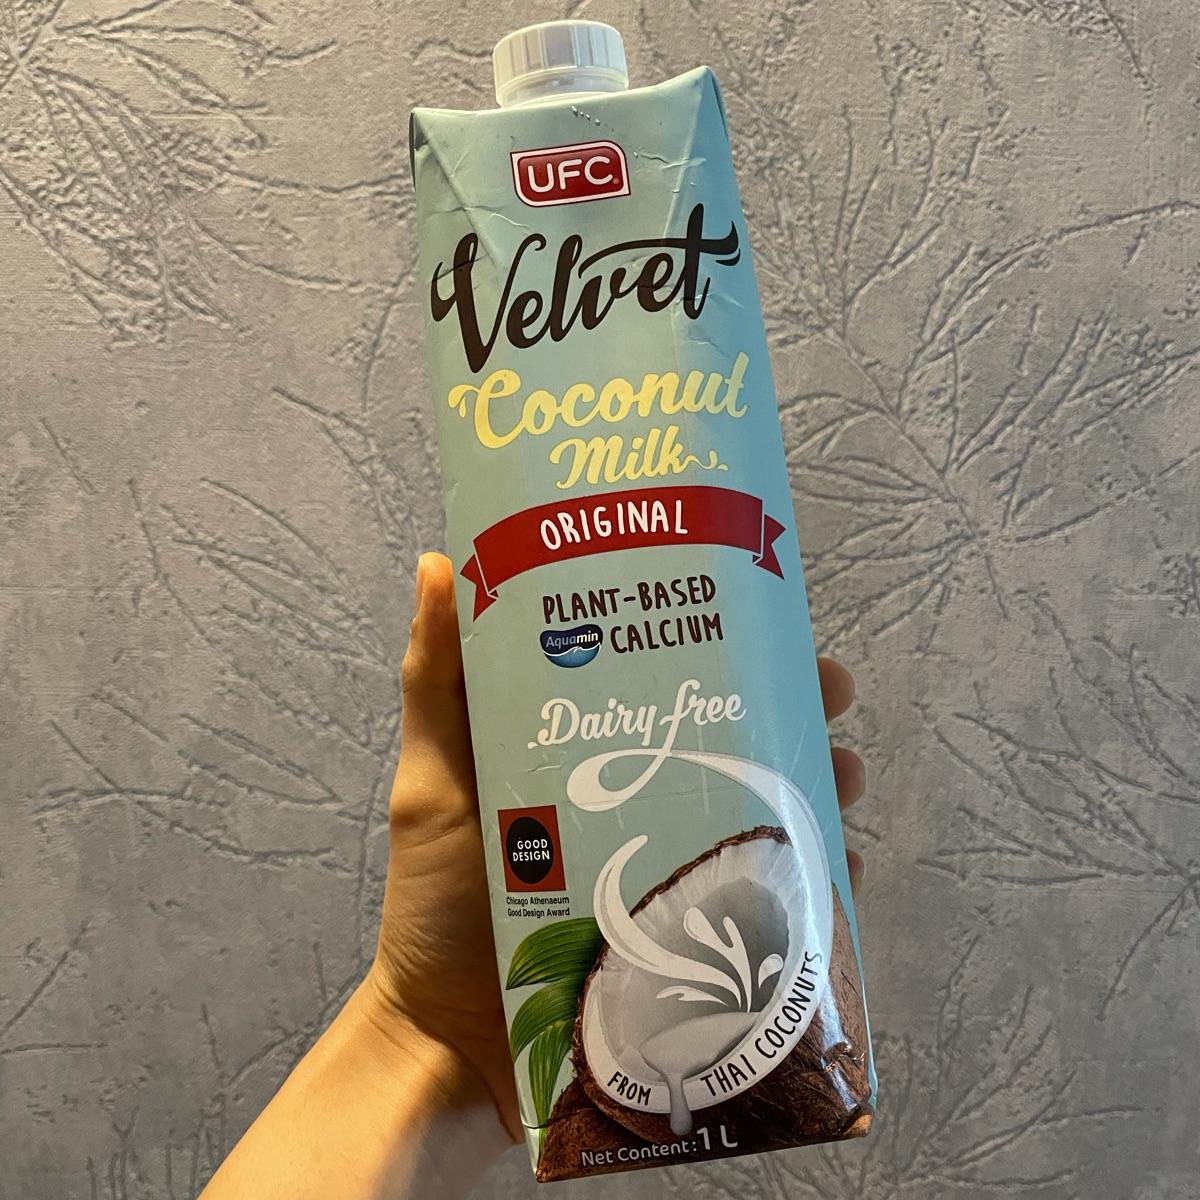 UFC
Velvet
Coconut
Milk
ORIGINAL
PLANT-BASED
Aquamin CALCIUM
Dairy free
GOOD
DESIGN
Chicago Athenaeum
Good Design Award
FROM THAI COCONUTS
Net Content: 1 L